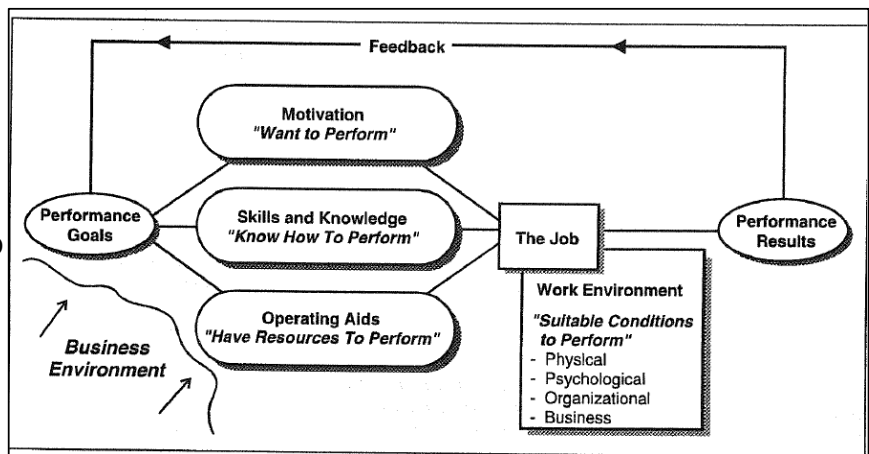 Feedback
Motivation
"Want to Perform"
Performance
Goals
Skills and Knowledge
"Know How To Perform"
The Job
Performance
Results
Operating Aids
"Have Resources To Perform"
Work Environment
"Suitable Conditions
to Perform"
- Physical
- Psychological
- Organizational
- Business
Business
Environment